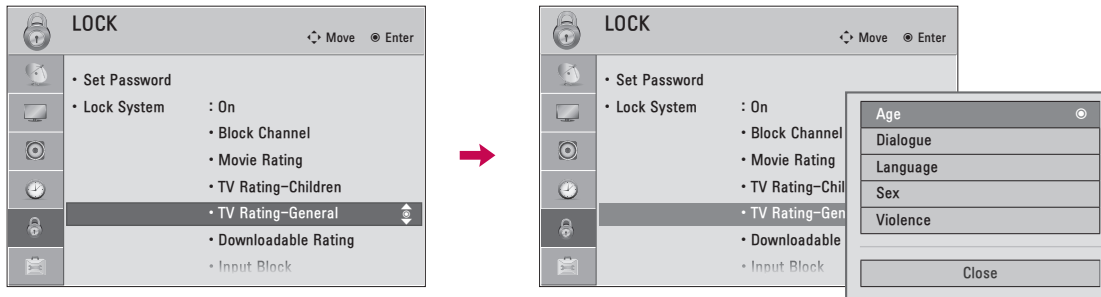 LOCK
Move Enter
• Set Password
• Lock System : On
• Block Channel
• Movie Rating
• TV Rating-Children
• TV Rating-General
• Downloadable Rating
• Input Block
LOCK
Move Enter
• Set Password
• Lock System : On
• Block Channel
• Movie Rating
• TV Rating-Chil
• TV Rating-Gen
• Downloadable
• Input Block
Age
Dialogue
Language
Sex
Violence
Close